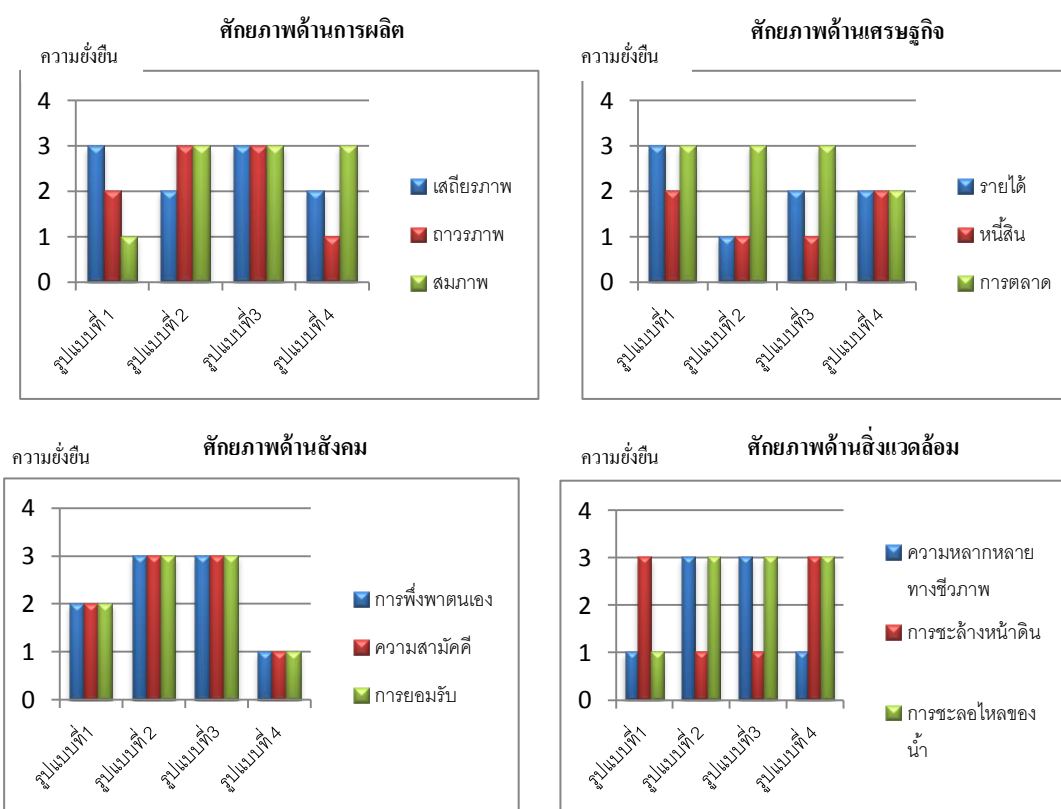 ศักยภาพด้านการผลิต
ความยั่งยืน
4
3
2
1
0
รูปแบบที่ 1
รูปแบบที่ 2
รูปแบบที่3
รูปแบบที่ 4
เสถียรภาพ
ถาวรภาพ
สมภาพ
ศักยภาพด้านเศรษฐกิจ
ความยั่งยืน
4
3
2
1
0
รูปแบบที่1
รูปแบบที่ 2
รูปแบบที่3
รูปแบบที่ 4
รายได้
หนี้สิน
การตลาด
ศักยภาพด้านสังคม
ความยั่งยืน
4
3
2
1
0
รูปแบบที่1
รูปแบบที่ 2
รูปแบบที่3
รูปแบบที่ 4
การพึ่งพาตนเอง
ความสามัคคี
การยอมรับ
ศักยภาพด้านสิ่งแวดล้อม
ความยั่งยืน
4
3
2
1
0
รูปแบบที่1
รูปแบบที่ 2
รูปแบบที่3
รูปแบบที่ 4
ความหลากหลาย
ทางชีวภาพ
การชะล้างหน้าดิน
การชะลอไหลของ
น้ำ